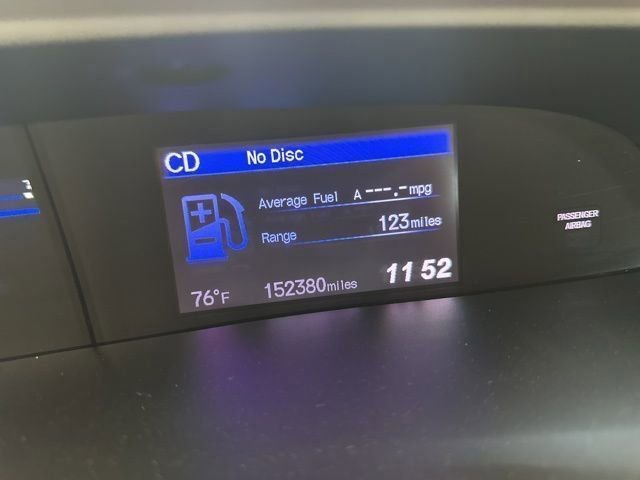 CD No Disc
Average Fuel A ---.- mpg
Range 123 miles
76°F 152380 miles 11 52
PASSENGER
AIRBAG